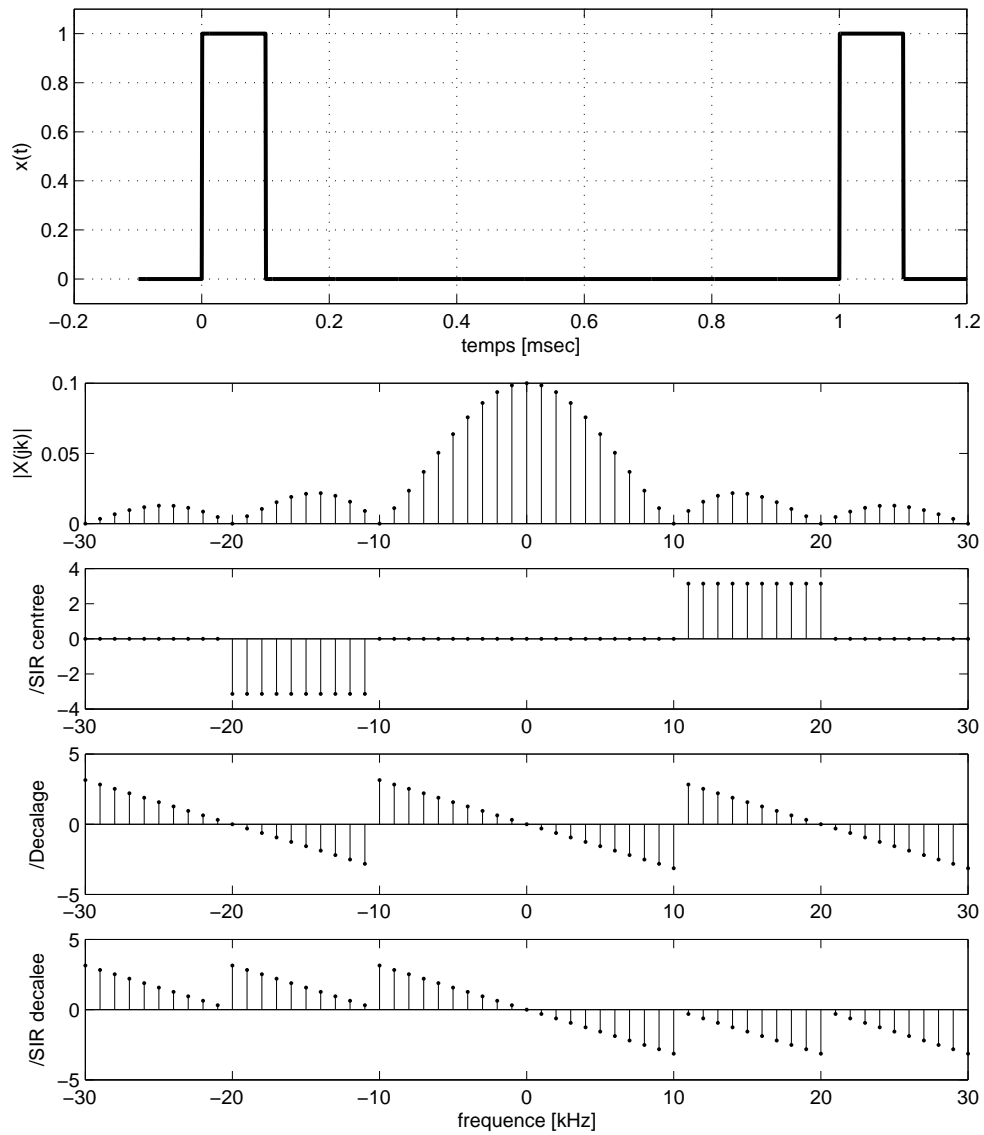 1
0.8
0.6
0.4
0.2
0
x(t)
−0.2 0 0.2 0.4 0.6 0.8 1 1.2
temps [msec]
0.1
0.05
0
|X(jk)|
−30 −20 −10 0 10 20 30
4
2
0
−2
−4
/SIR centree
−30 −20 −10 0 10 20 30
5
0
−5
/Decalage
−30 −20 −10 0 10 20 30
5
0
−5
/SIR decalee
−30 −20 −10 0 10 20 30
frequence [kHz]